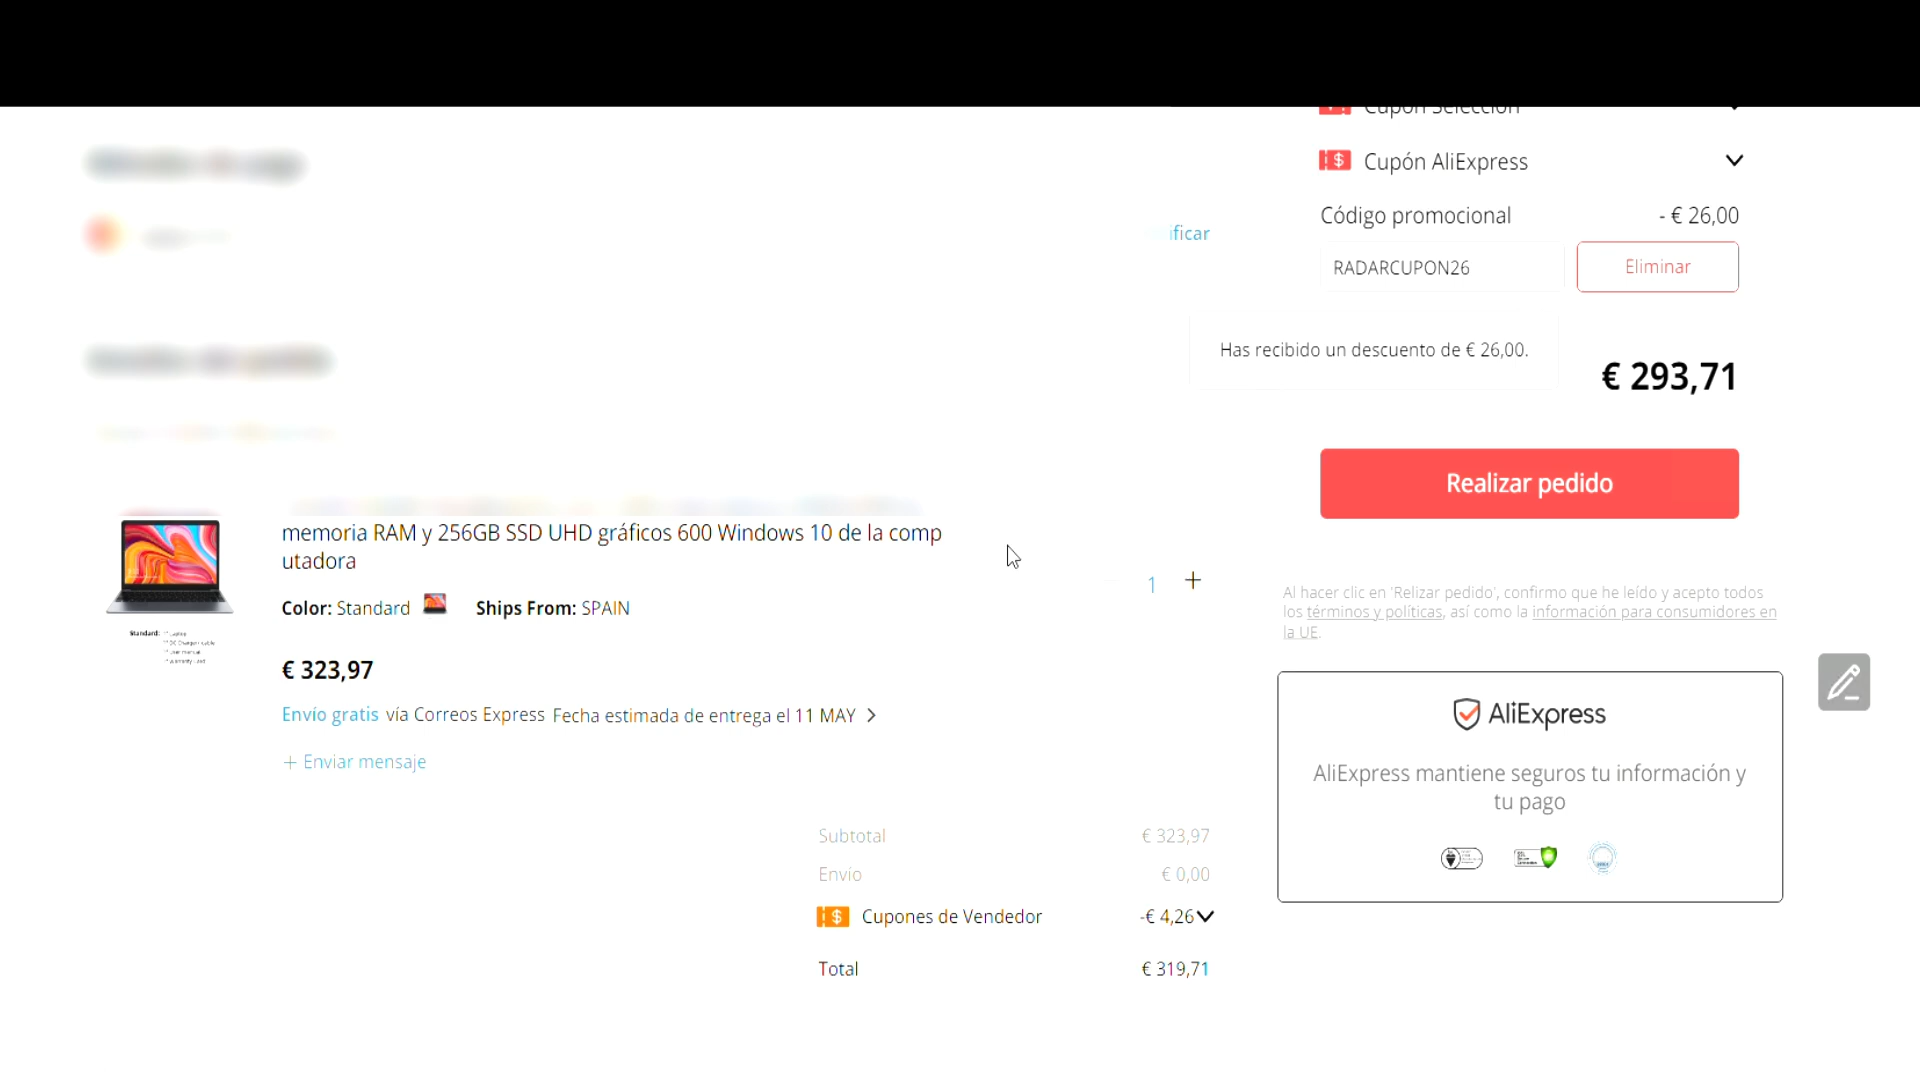 Cupón Selección
Cupón AliExpress
Código promocional - € 26,00
ificar
RADARCUPON26 Eliminar
Has recibido un descuento de € 26,00.
€ 293,71
Realizar pedido
memoria RAM y 256GB SSD UHD gráficos 600 Windows 10 de la comp
utadora
Color: Standard Ships From: SPAIN
1 +
€ 323,97
Envío gratis vía Correos Express Fecha estimada de entrega el 11 MAY
+ Enviar mensaje
Standard:
Al hacer clic en 'Relizar pedido', confirmo que he leído y acepto todos
los términos y políticas, así como la información para consumidores en
la UE.
AliExpress
AliExpress mantiene seguros tu información y
tu pago
Subtotal € 323,97
Envio € 0,00
Cupones de Vendedor -€ 4,26
Total € 319,71